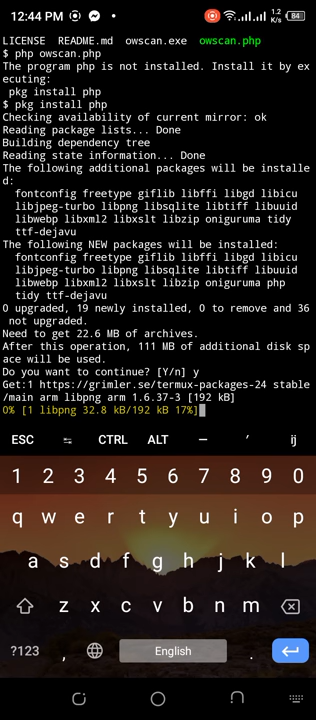 12:44 PM
1.2
K/s
84
LICENSE README.md owscan.exe owscan.php
$ php owscan.php
The program php is not installed. Install it by ex
ecuting:
pkg install php
$ pkg install php
Checking availability of current mirror: ok
Reading package lists... Done
Building dependency tree
Reading state information... Done
The following additional packages will be installe
d:
fontconfig freetype giflib libffi libgd libicu
libjpeg-turbo libpng libsqlite libtiff libuuid
libwebp libxml2 libxslt libzip oniguruma tidy
ttf-dejavu
The following NEW packages will be installed:
fontconfig freetype giflib libffi libgd libicu
libjpeg-turbo libpng libsqlite libtiff libuuid
libwebp libxml2 libxslt libzip oniguruma php
tidy ttf-dejavu
0 upgraded, 19 newly installed, 0 to remove and 36
not upgraded.
Need to get 22.6 MB of archives.
After this operation, 111 MB of additional disk sp
ace will be used.
Do you want to continue? [Y/n] y
Get:1 https://grimler.se/termux-packages-24 stable
/main arm libpng arm 1.6.37-3 [192 kB]
0% [1 libpng 32.8 kB/192 kB 17%]
ESC CTRL ALT — ′ ij
1 2 3 4 5 6 7 8 9 0
q w e r t y u i o p
a s d f g h j k l
z x c v b n m
?123 , English .